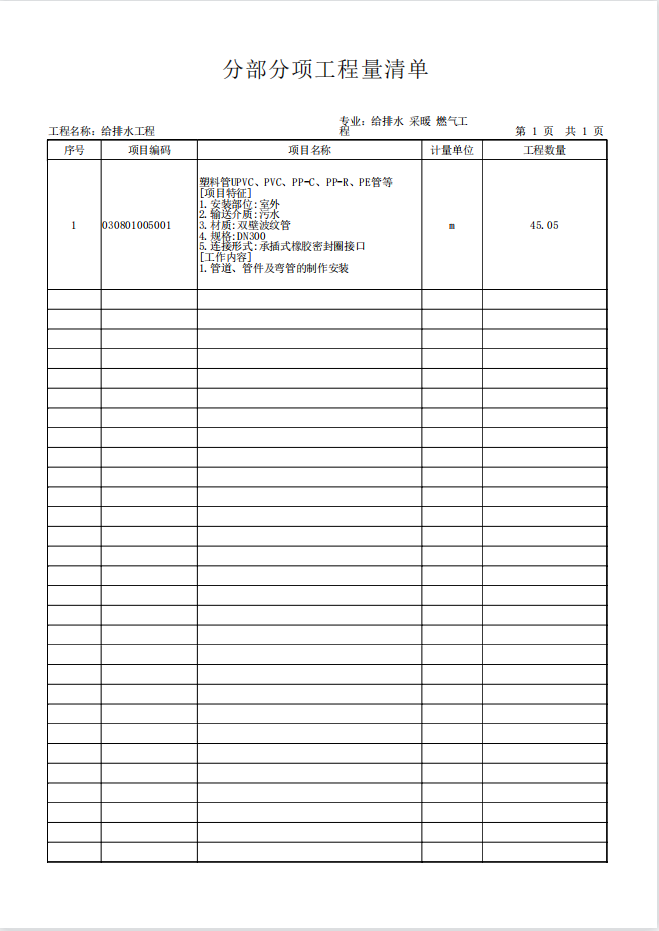 分部分项工程量清单
专业：给排水 采暖 燃气工
工程名称：给排水工程 程 第 1 页 共 1 页
序号 项目编码 项目名称 计量单位 工程数量
塑料管UPVC、PVC、PP-C、PP-R、PE管等
[项目特征]
1.安装部位:室外
2.输送介质:污水
1 030801005001 3.材质:双壁波纹管 m 45.05
4.规格:DN300
5.连接形式:承插式橡胶密封圈接口
[工作内容]
1.管道、管件及弯管的制作安装